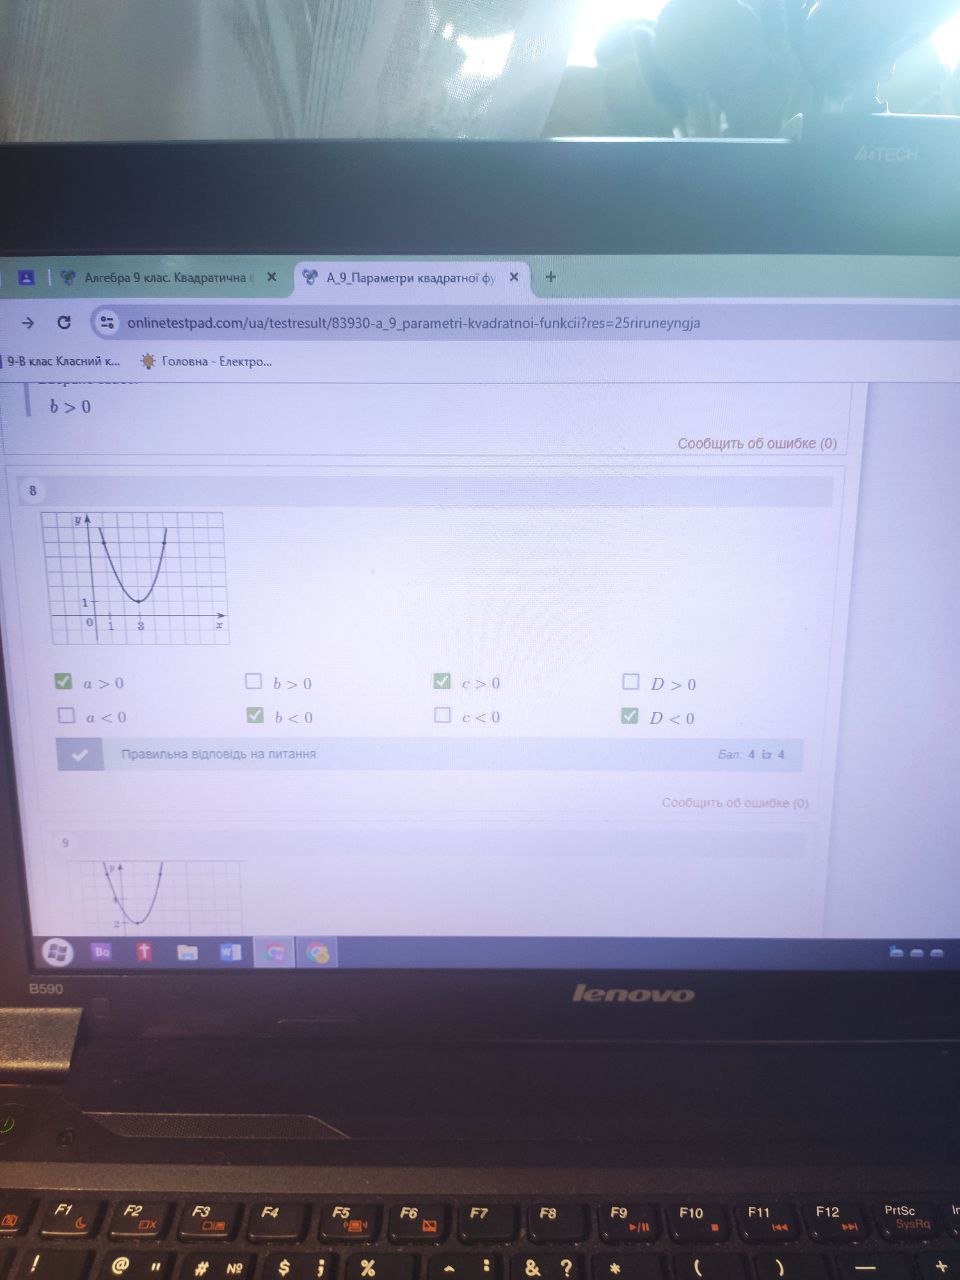 A4TECH
Алгебра 9 клас. Квадратична
А_9_Параметри квадратної фу
onlinetestpad.com/ua/testresult/83930-a_9_parametri-kvadratnoi-funkcii?res=25riruneyngja
9-В клас Класний к...
Головна - Електро...
b > 0
Сообщить об ошибке (0)
8
y
1
0 1 3 x
a > 0 b > 0 c > 0 D > 0
a < 0 b < 0 c < 0 D < 0
Правильна відповідь на питання Бал: 4 із 4
Сообщить об ошибке (0)
9
y
2
Bq
W
B590
lenovo
F1 F2 F3 F4 F5 F6 F7 F8 F9 F10 F11 F12 PrtSc
SysRq
! @ " # № $ ; % ^ : & ? * ( ) — +